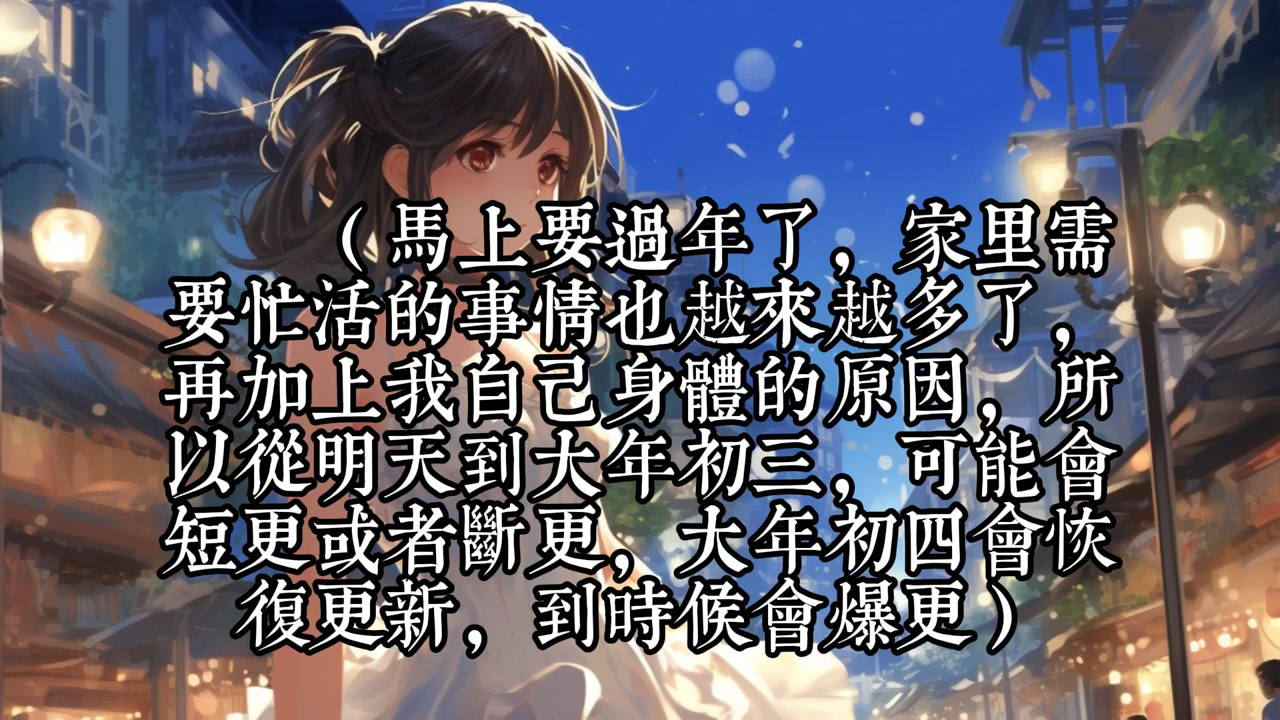 （馬上要過年了，家里需
要忙活的事情也越來越多了，
再加上我自己身體的原因，所
以從明天到大年初三，可能會
短更或者斷更，大年初四會恢
復更新，到時候會爆更）